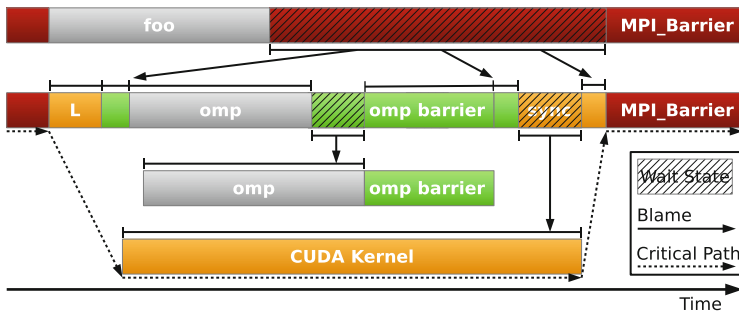 foo
MPI_Barrier
L
omp
omp barrier
sync
MPI_Barrier
Wait State
omp
omp barrier
Blame
CUDA Kernel
Critical Path
Time